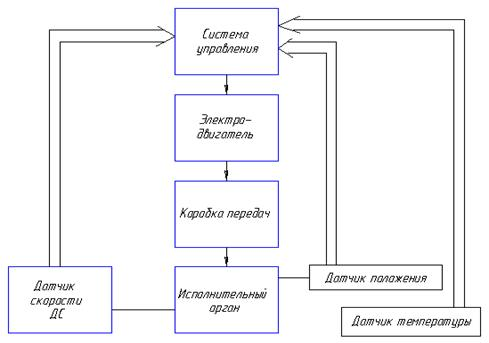 Система
управления
Электро-
двигатель
Коробка передач
Исполнительный
орган
Датчик
скорости
ДС
Датчик положения
Датчик температуры